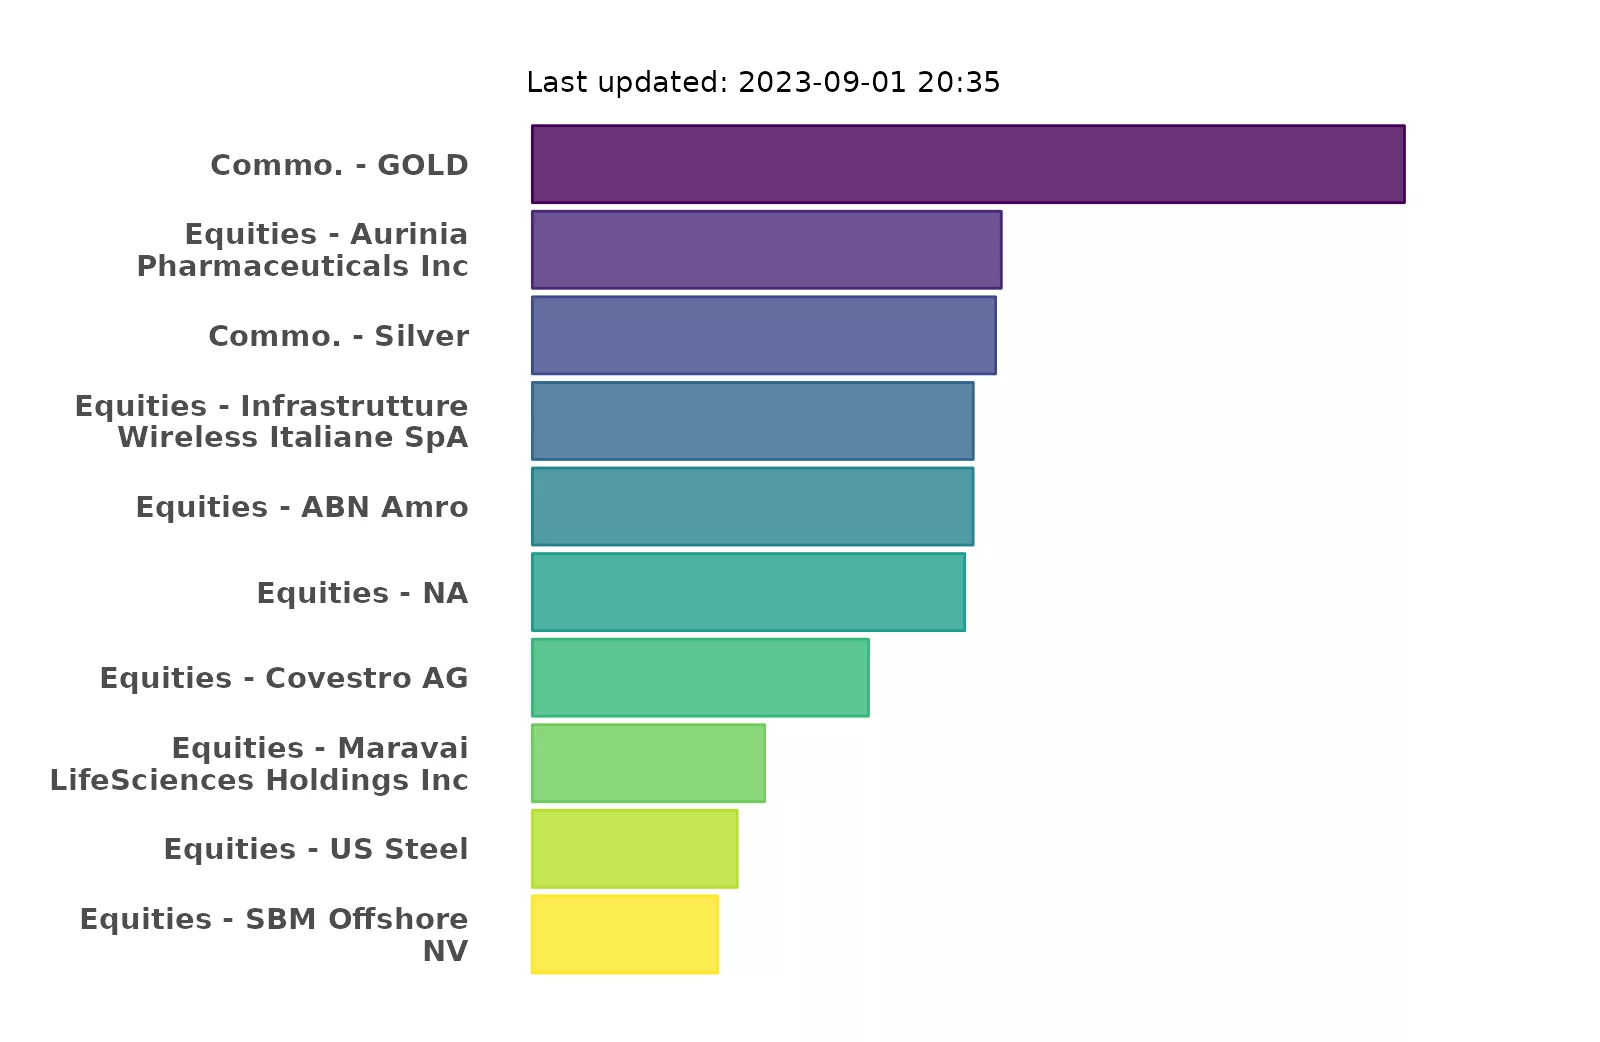 Last updated: 2023-09-01 20:35
Commo. - GOLD
Equities - Aurinia
Pharmaceuticals Inc
Commo. - Silver
Equities - Infrastrutture
Wireless Italiane SpA
Equities - ABN Amro
Equities - NA
Equities - Covestro AG
Equities - Maravai
LifeSciences Holdings Inc
Equities - US Steel
Equities - SBM Offshore
NV